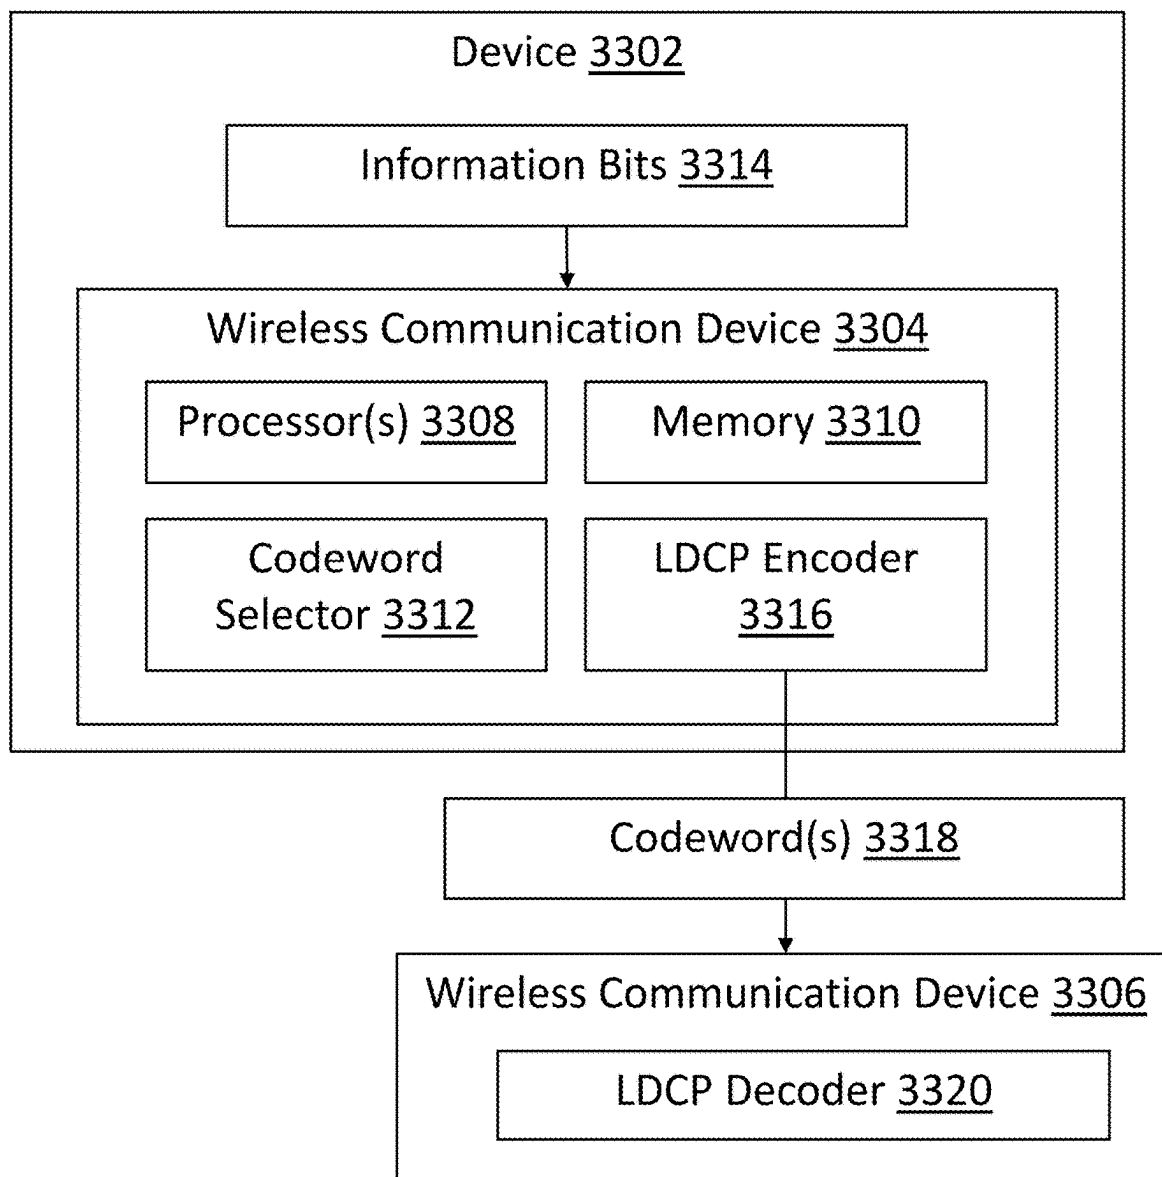 Device 3302
Information Bits 3314
Wireless Communication Device 3304
Processor(s) 3308
Memory 3310
Codeword
Selector 3312
LDCP Encoder
3316
Codeword(s) 3318
Wireless Communication Device 3306
LDCP Decoder 3320